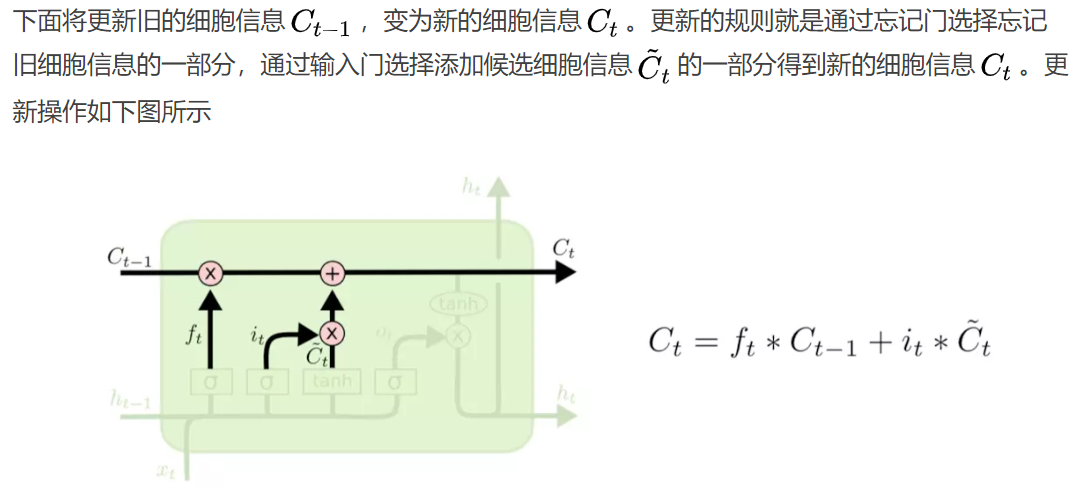 下面将更新旧的细胞信息 C_{t−1} ，变为新的细胞信息 C_t 。更新的规则就是通过忘记门选择忘记
旧细胞信息的一部分，通过输入门选择添加候选细胞信息 C̃_t 的一部分得到新的细胞信息 C_t 。更
新操作如下图所示
h_t
C_{t−1}
C_t
×
+
tanh
f_t
i_t
×
o_t
×
C̃_t
σ
σ
tanh
σ
h_{t−1}
h_t
x_t
C_t = f_t * C_{t−1} + i_t * C̃_t